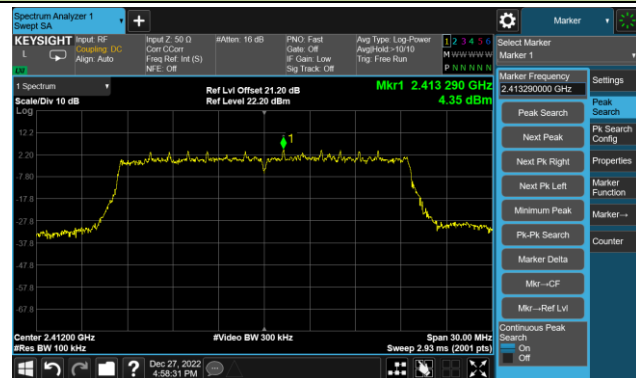 Spectrum Analyzer 1
Swept SA
Marker
KEYSIGHT
L
LW
Input: RF
Coupling: DC
Align: Auto
Input Z: 50 Ω
Corr CCorr
Freq Ref: Int (S)
NFE: Off
#Atten: 16 dB
PNO: Fast
Gate: Off
IF Gain: Low
Sig Track: Off
Avg Type: Log-Power
Avg|Hold:>10/10
Trig: Free Run
1 2 3 4 5 6
M W W W W W
P N N N N N
Select Marker
Marker 1
1 Spectrum
Scale/Div 10 dB
Log
Ref Lvl Offset 21.20 dB
Ref Level 22.20 dBm
Mkr1 2.413 290 GHz
4.35 dBm
1
12.2
2.20
-7.80
-17.8
-27.8
-37.8
-47.8
-57.8
-67.8
Center 2.41200 GHz
#Res BW 100 kHz
#Video BW 300 kHz
Span 30.00 MHz
Sweep 2.93 ms (2001 pts)
Marker Frequency
2.413290000 GHz
Peak Search
Next Peak
Next Pk Right
Next Pk Left
Minimum Peak
Pk-Pk Search
Marker Delta
Mkr→CF
Mkr→Ref Lvl
Continuous Peak
Search
On
Off
Settings
Peak
Search
Pk Search
Config
Properties
Marker
Function
Marker→
Counter
Dec 27, 2022
4:58:31 PM